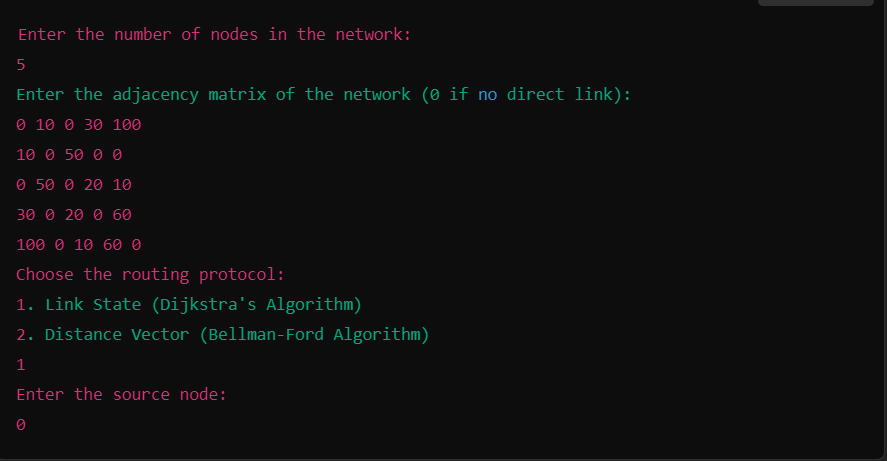 Enter the number of nodes in the network:
5
Enter the adjacency matrix of the network (0 if no direct link):
0 10 0 30 100
10 0 50 0 0
0 50 0 20 10
30 0 20 0 60
100 0 10 60 0
Choose the routing protocol:
1. Link State (Dijkstra's Algorithm)
2. Distance Vector (Bellman-Ford Algorithm)
1
Enter the source node:
0